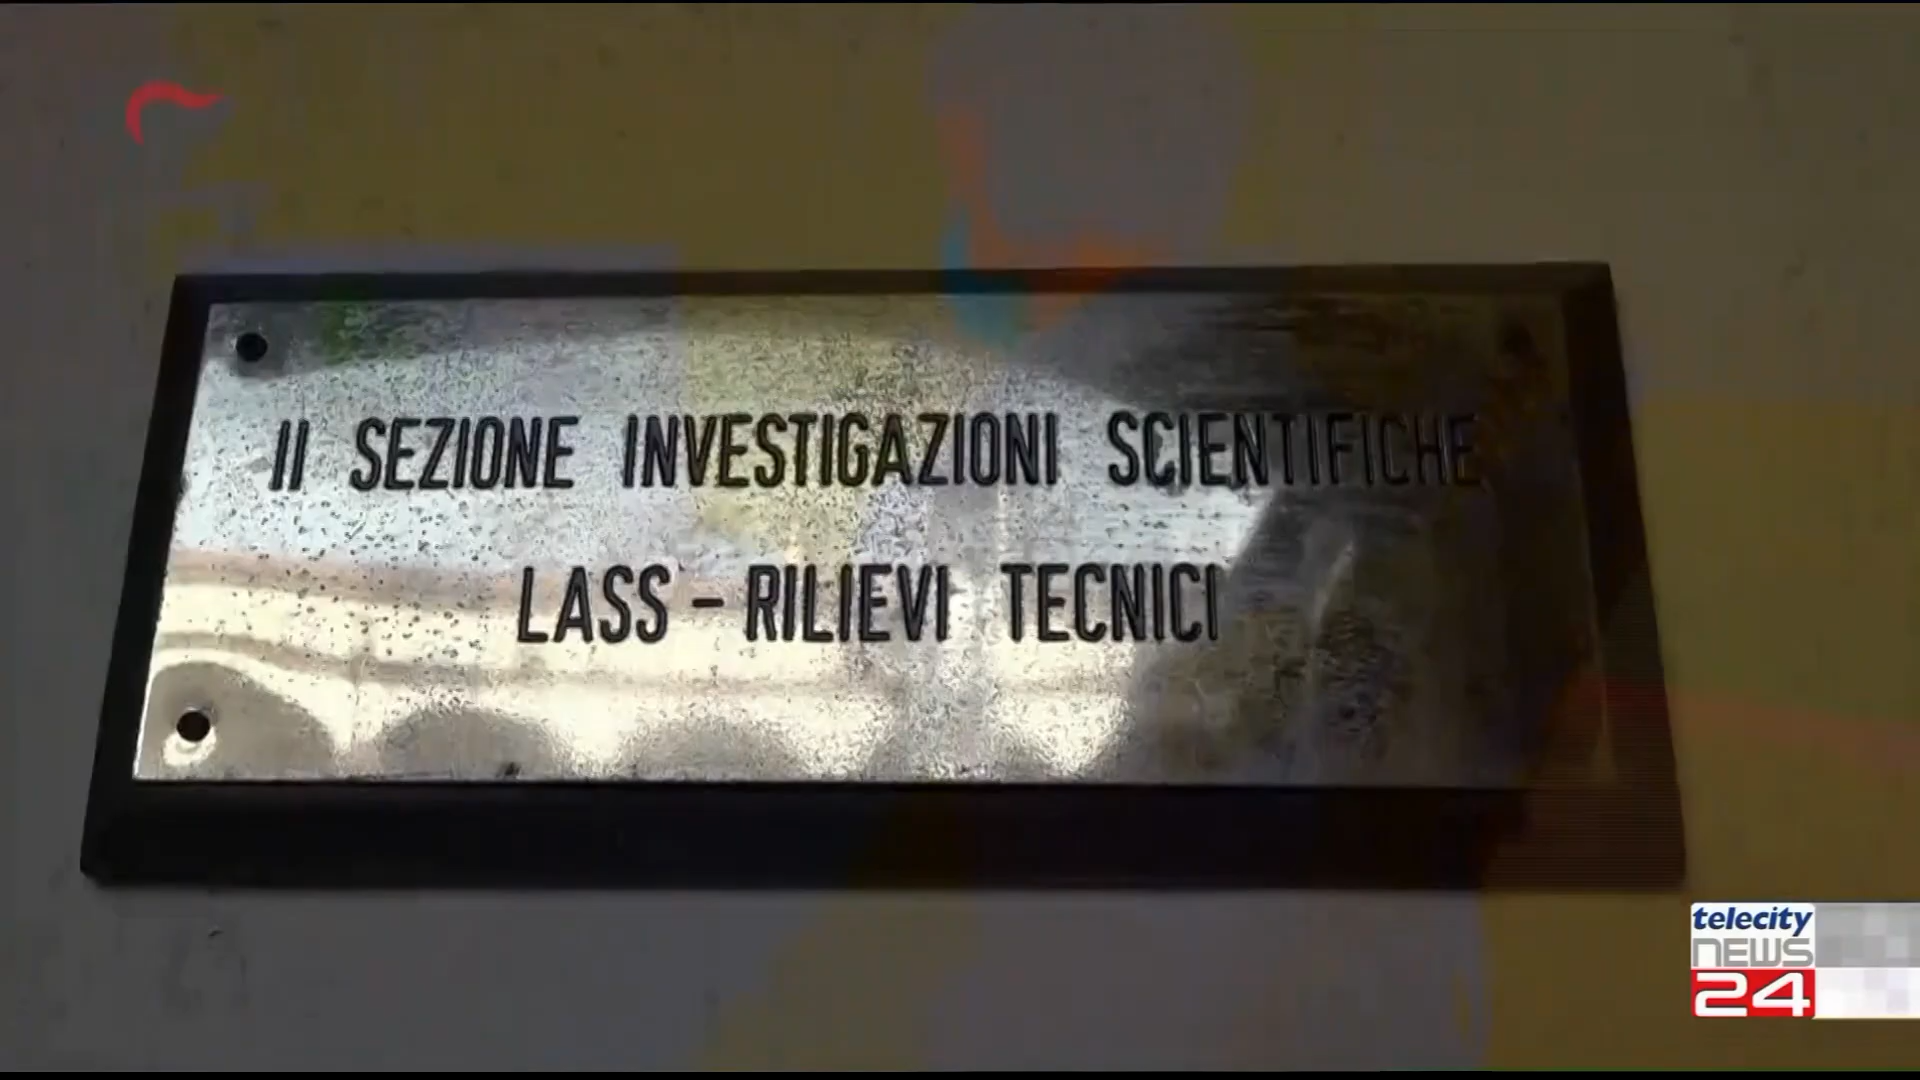 II SEZIONE INVESTIGAZIONI SCIENTIFICHE
LASS - RILIEVI TECNICI
telecity
NEWS
24